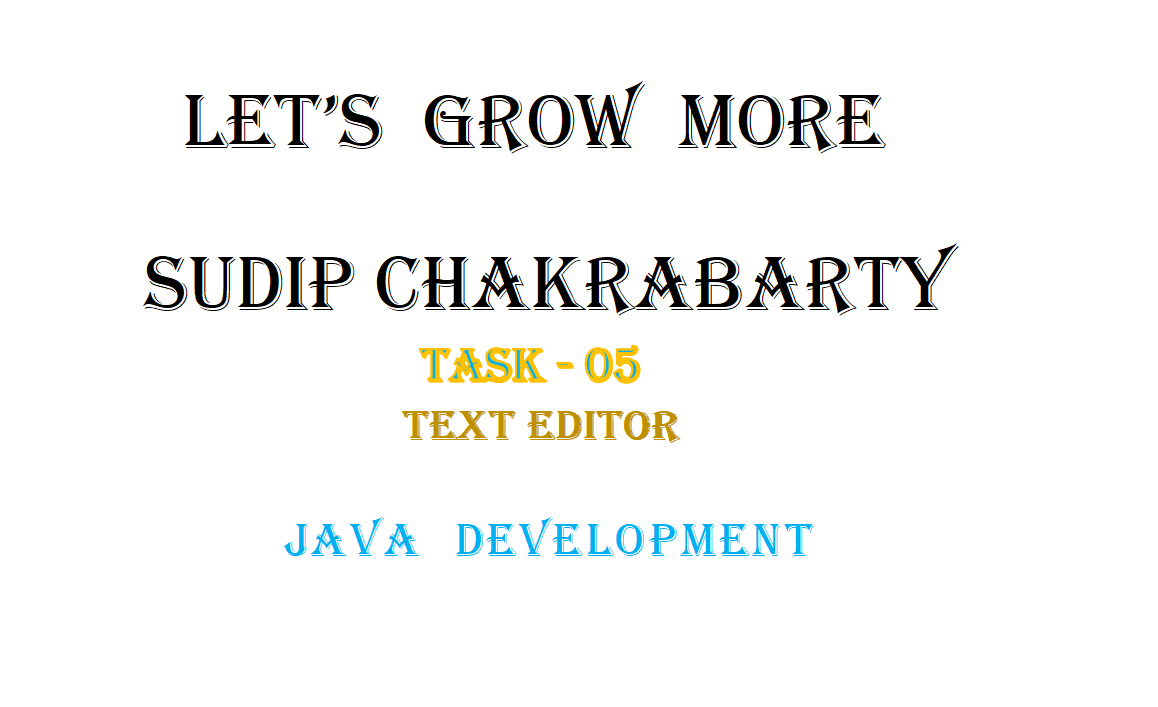 LET'S GROW MORE
SUDIP CHAKRABARTY
TASK - 05
TEXT EDITOR
JAVA DEVELOPMENT